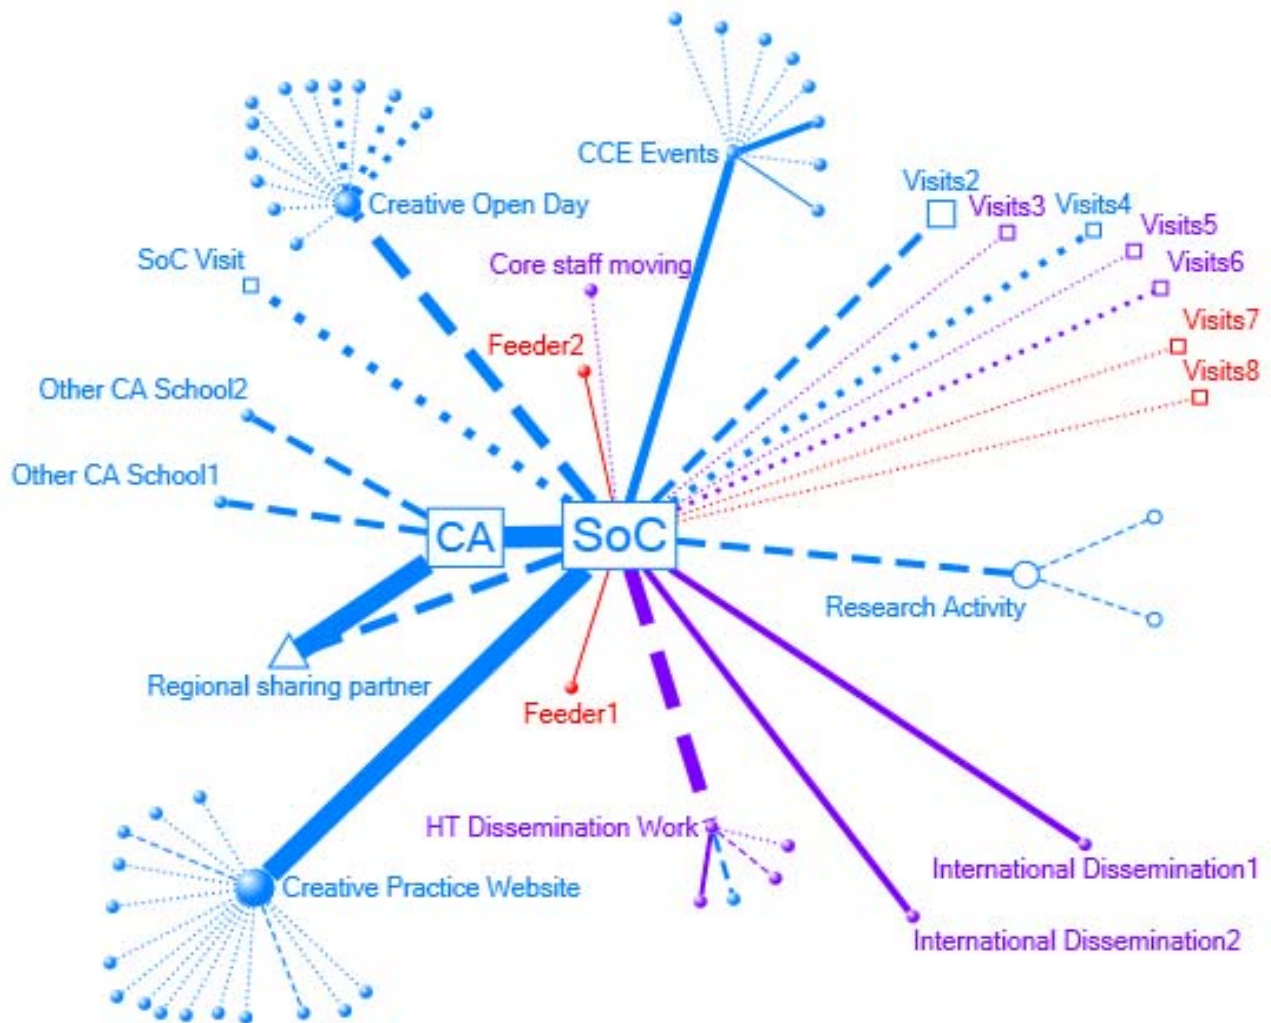 CCE Events
Visits2
Visits3
Visits4
Visits5
Visits6
Visits7
Visits8
Creative Open Day
SoC Visit
Core staff moving
Feeder2
Other CA School2
Other CA School1
CA
SoC
Research Activity
Regional sharing partner
Feeder1
HT Dissemination Work
International Dissemination1
Creative Practice Website
International Dissemination2